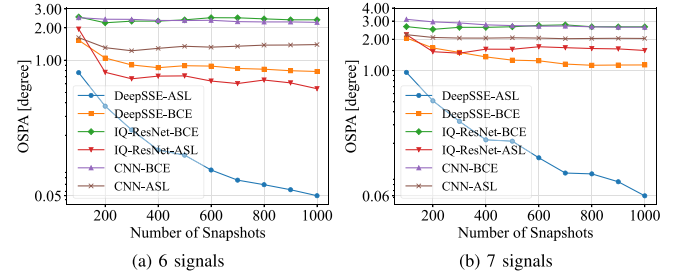 3.00
2.00
1.00
0.05
OSPA [degree]
DeepSSE-ASL
DeepSSE-BCE
IQ-ResNet-BCE
IQ-ResNet-ASL
CNN-BCE
CNN-ASL
200
400
600
800
1000
Number of Snapshots
(a) 6 signals
4.00
3.00
2.00
1.00
0.06
OSPA [degree]
DeepSSE-ASL
DeepSSE-BCE
IQ-ResNet-BCE
IQ-ResNet-ASL
CNN-BCE
CNN-ASL
200
400
600
800
1000
Number of Snapshots
(b) 7 signals